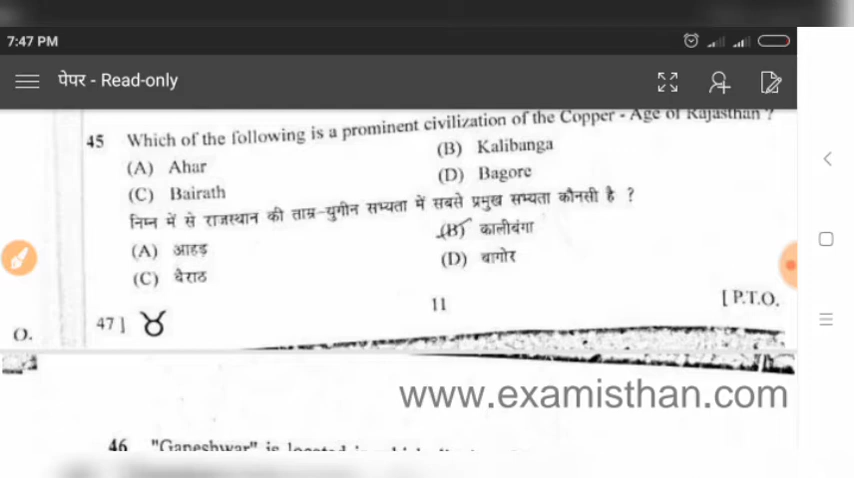 7:47 PM
पेपर - Read-only
45 Which of the following is a prominent civilization of the Copper - Age of Rajasthan ?
(A) Ahar (B) Kalibanga
(C) Bairath (D) Bagore
निम्न में से राजस्थान की ताम्र-युगीन सभ्यता में सबसे प्रमुख सभ्यता कौनसी है ?
(A) आहड़ (B) कालीबंगा
(C) बैराठ (D) बागोर
47 ] 11 [ P.T.O.
O.
www.examisthan.com
46 "Ganeshwar" is